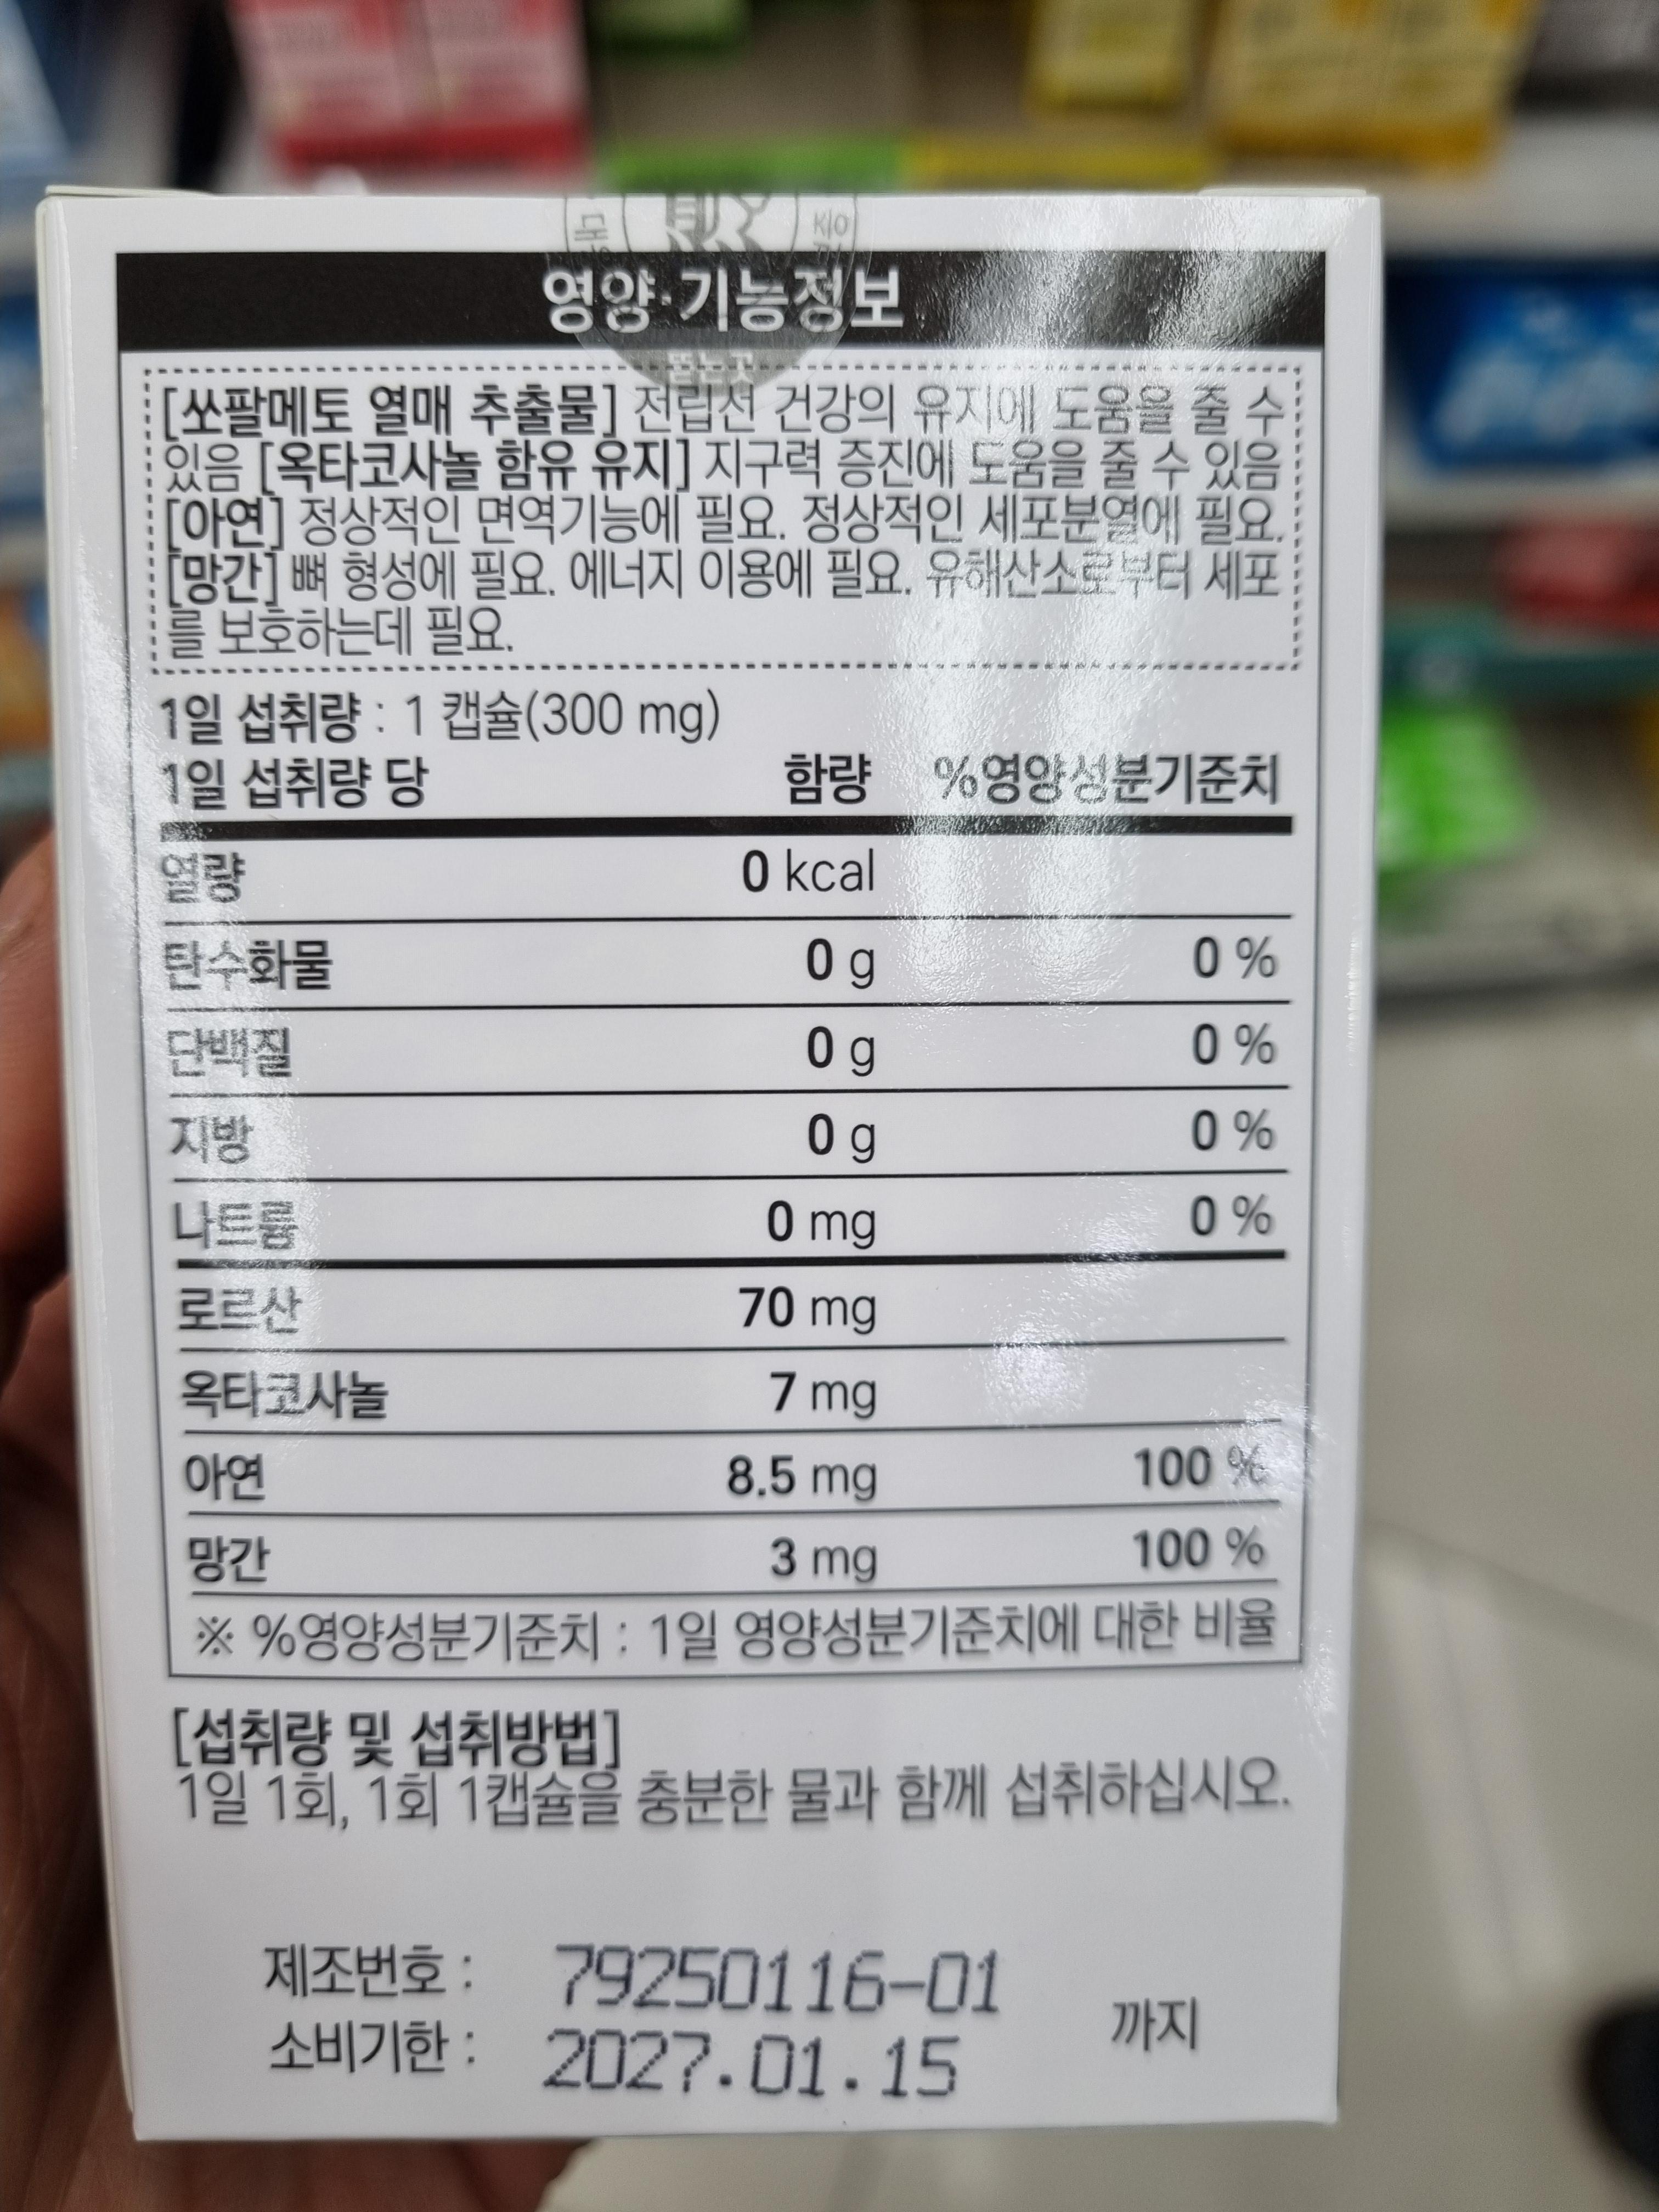 영양·기능정보
뜯는곳
[쏘팔메토 열매 추출물] 전립선 건강의 유지에 도움을 줄 수
있음 [옥타코사놀 함유 유지] 지구력 증진에 도움을 줄 수 있음
[아연] 정상적인 면역기능에 필요. 정상적인 세포분열에 필요.
[망간] 뼈 형성에 필요. 에너지 이용에 필요. 유해산소로부터 세포
를 보호하는데 필요.
1일 섭취량 : 1 캡슐(300 mg)
1일 섭취량 당 함량 %영양성분기준치
열량 0 kcal
탄수화물 0 g 0 %
단백질 0 g 0 %
지방 0 g 0 %
나트륨 0 mg 0 %
로르산 70 mg
옥타코사놀 7 mg
아연 8.5 mg 100 %
망간 3 mg 100 %
※ %영양성분기준치 : 1일 영양성분기준치에 대한 비율
[섭취량 및 섭취방법]
1일 1회, 1회 1캡슐을 충분한 물과 함께 섭취하십시오.
제조번호 : 79250116-01
소비기한 : 2027.01.15 까지